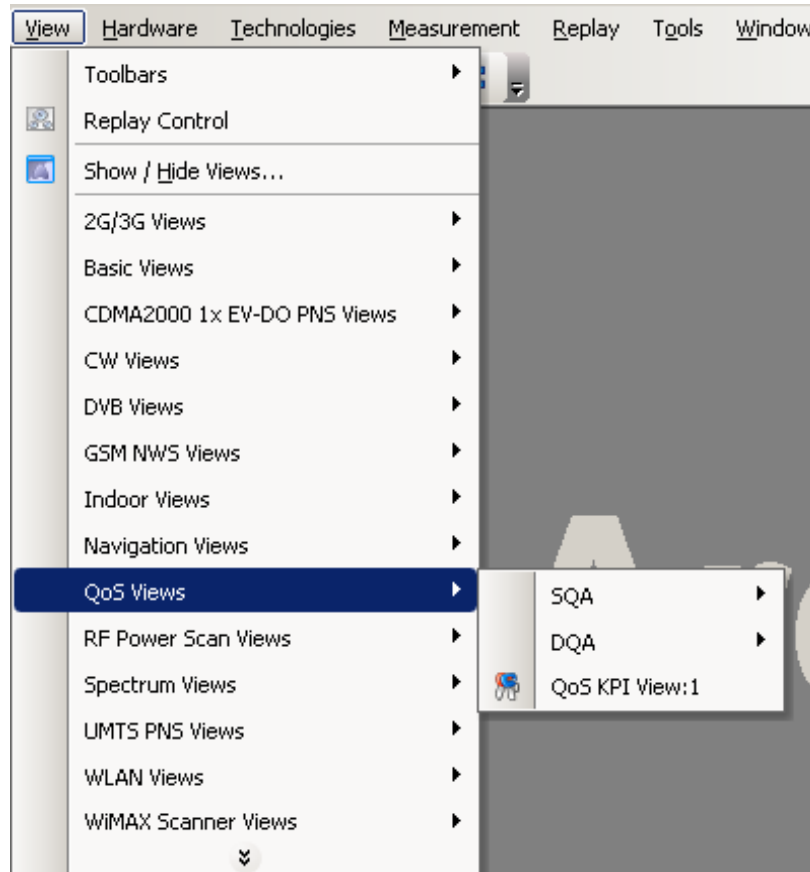 View Hardware Technologies Measurement Replay Tools Window
Toolbars
Replay Control
Show / Hide Views...
2G/3G Views
Basic Views
CDMA2000 1x EV-DO PNS Views
CW Views
DVB Views
GSM NWS Views
Indoor Views
Navigation Views
QoS Views
SQA
RF Power Scan Views
DQA
Spectrum Views
QoS KPI View:1
UMTS PNS Views
WLAN Views
WiMAX Scanner Views